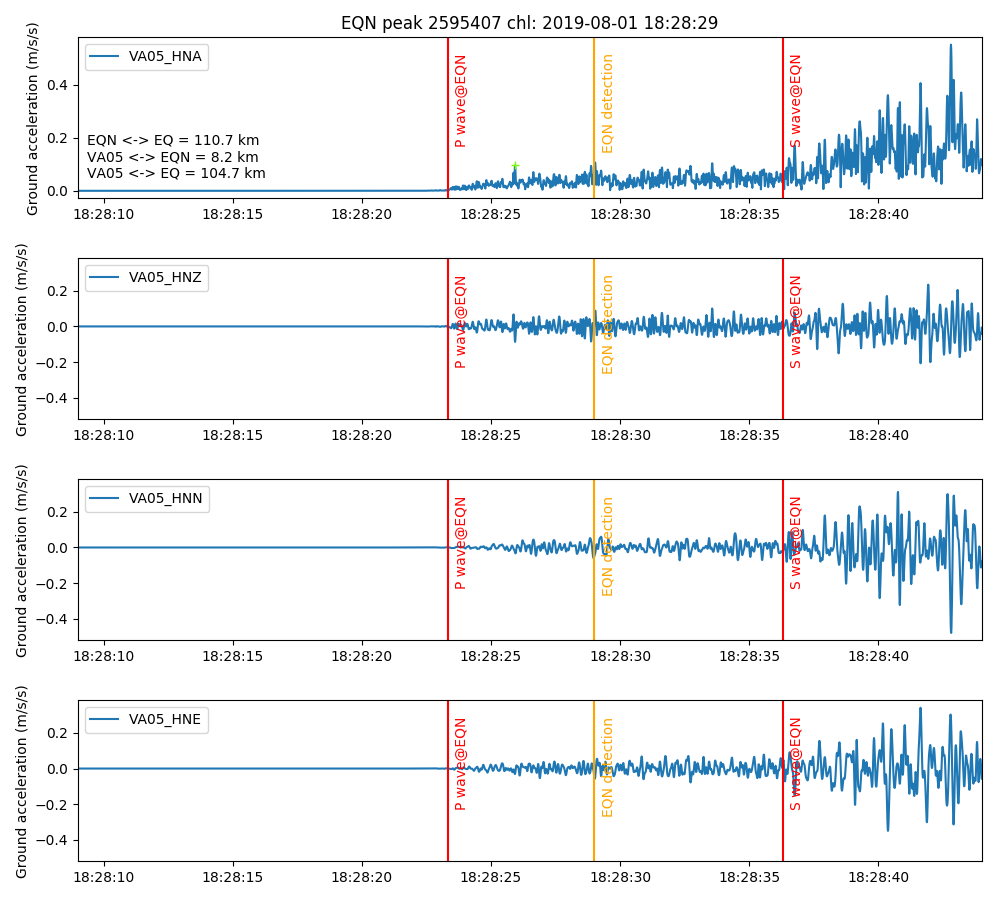 EQN peak 2595407 chl: 2019-08-01 18:28:29
Ground acceleration (m/s/s)
0.4
0.2
0.0
VA05_HNA
EQN <-> EQ = 110.7 km
VA05 <-> EQN = 8.2 km
VA05 <-> EQ = 104.7 km
P wave@EQN
EQN detection
S wave@EQN
18:28:10 18:28:15 18:28:20 18:28:25 18:28:30 18:28:35 18:28:40
Ground acceleration (m/s/s)
0.2
0.0
−0.2
−0.4
VA05_HNZ
P wave@EQN
EQN detection
S wave@EQN
18:28:10 18:28:15 18:28:20 18:28:25 18:28:30 18:28:35 18:28:40
Ground acceleration (m/s/s)
0.2
0.0
−0.2
−0.4
VA05_HNN
P wave@EQN
EQN detection
S wave@EQN
18:28:10 18:28:15 18:28:20 18:28:25 18:28:30 18:28:35 18:28:40
Ground acceleration (m/s/s)
0.2
0.0
−0.2
−0.4
VA05_HNE
P wave@EQN
EQN detection
S wave@EQN
18:28:10 18:28:15 18:28:20 18:28:25 18:28:30 18:28:35 18:28:40